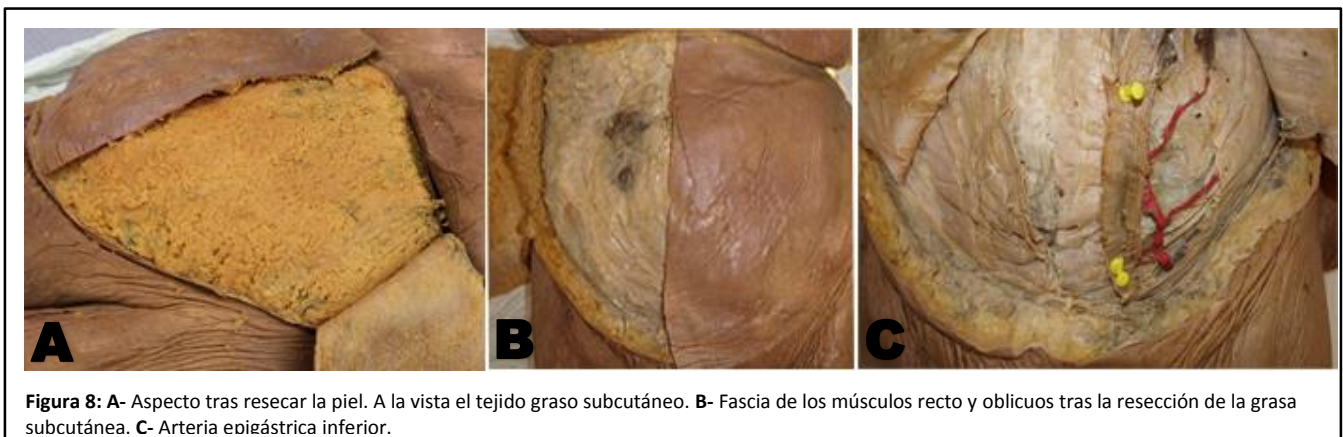 A
B
C
Figura 8: A- Aspecto tras resecar la piel. A la vista el tejido graso subcutáneo. B- Fascia de los músculos recto y oblicuos tras la resección de la grasa
subcutánea. C- Arteria epigástrica inferior.